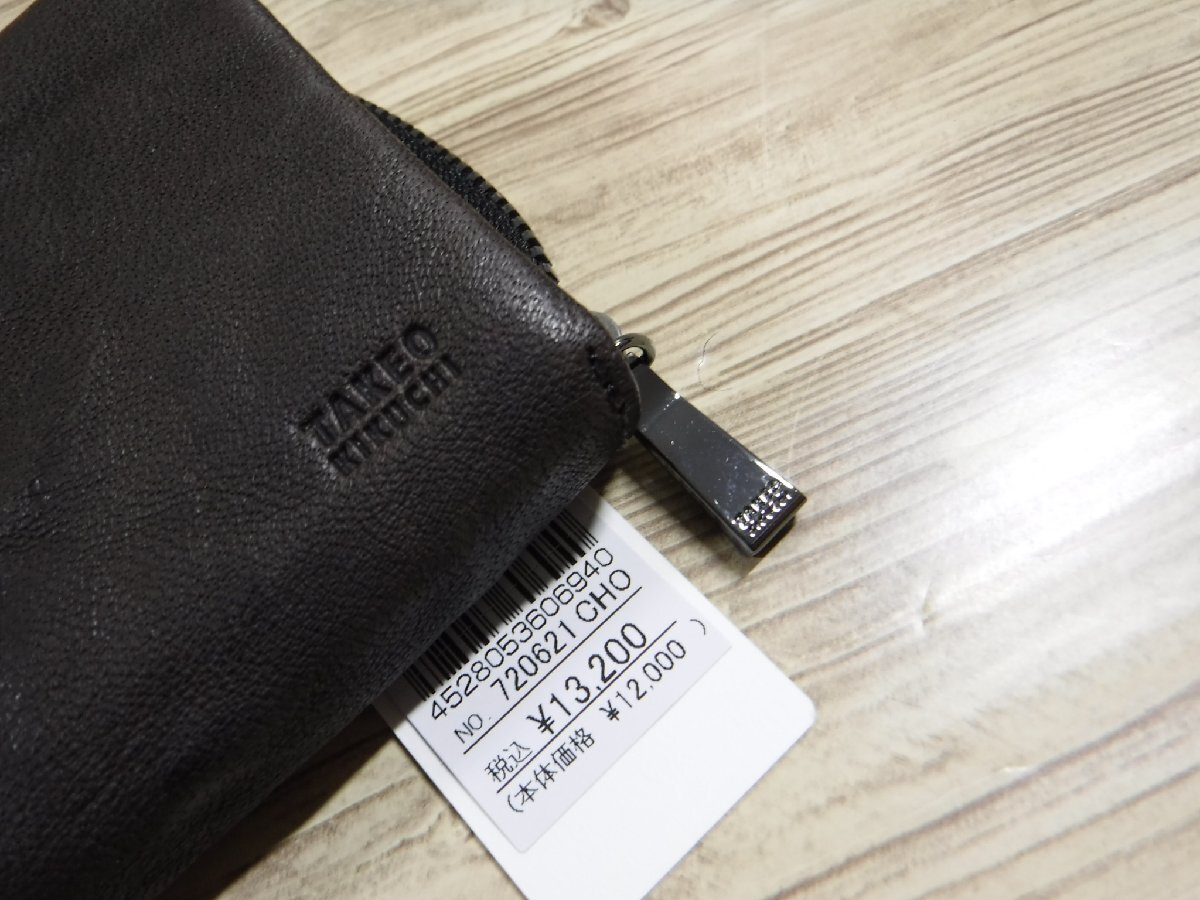 TAKEO
KIKUCHI
4528053606940
NO. 720621 CHO
税込 ¥13,200
(本体価格 ¥12,000 )